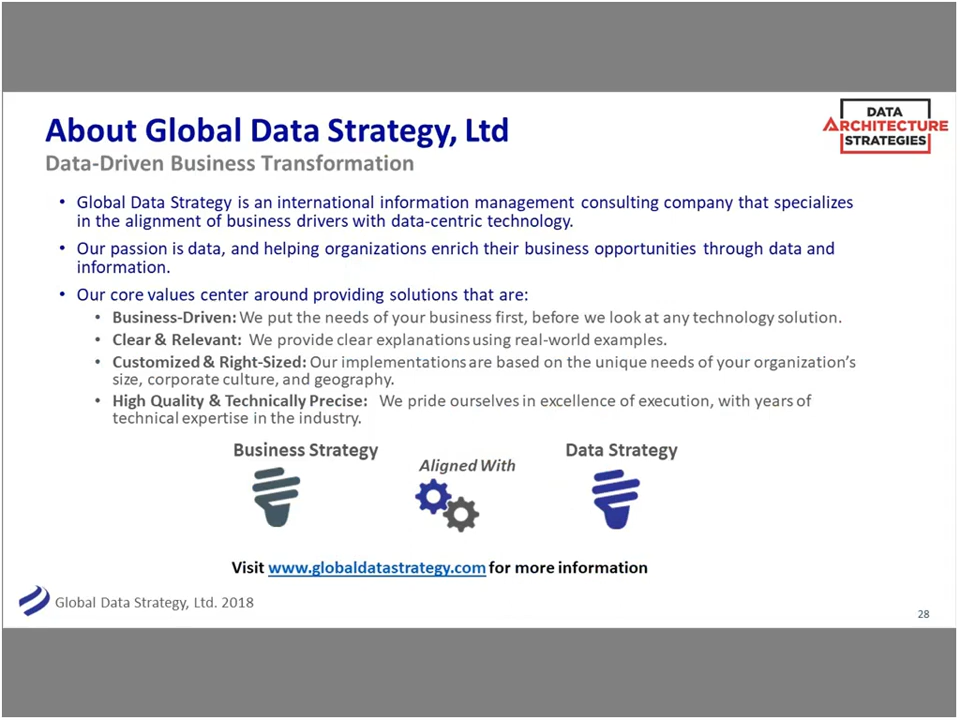 About Global Data Strategy, Ltd
Data-Driven Business Transformation
DATA
ARCHITECTURE
STRATEGIES
• Global Data Strategy is an international information management consulting company that specializes
in the alignment of business drivers with data-centric technology.
• Our passion is data, and helping organizations enrich their business opportunities through data and
information.
• Our core values center around providing solutions that are:
• Business-Driven: We put the needs of your business first, before we look at any technology solution.
• Clear & Relevant: We provide clear explanations using real-world examples.
• Customized & Right-Sized: Our implementations are based on the unique needs of your organization's
size, corporate culture, and geography.
• High Quality & Technically Precise: We pride ourselves in excellence of execution, with years of
technical expertise in the industry.
Business Strategy
Aligned With
Data Strategy
Visit www.globaldatastrategy.com for more information
Global Data Strategy, Ltd. 2018
28